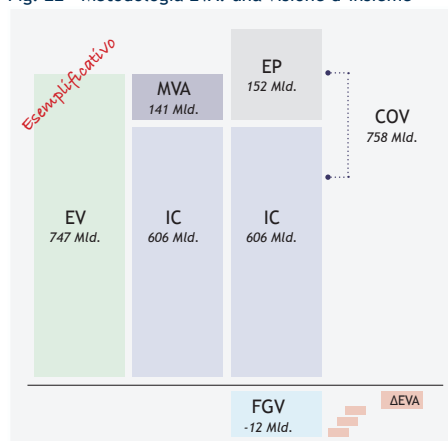 Esemplificativo
EP
152 Mld.
MVA
141 Mld.
COV
758 Mld.
EV
747 Mld.
IC
606 Mld.
IC
606 Mld.
FGV
-12 Mld.
ΔEVA